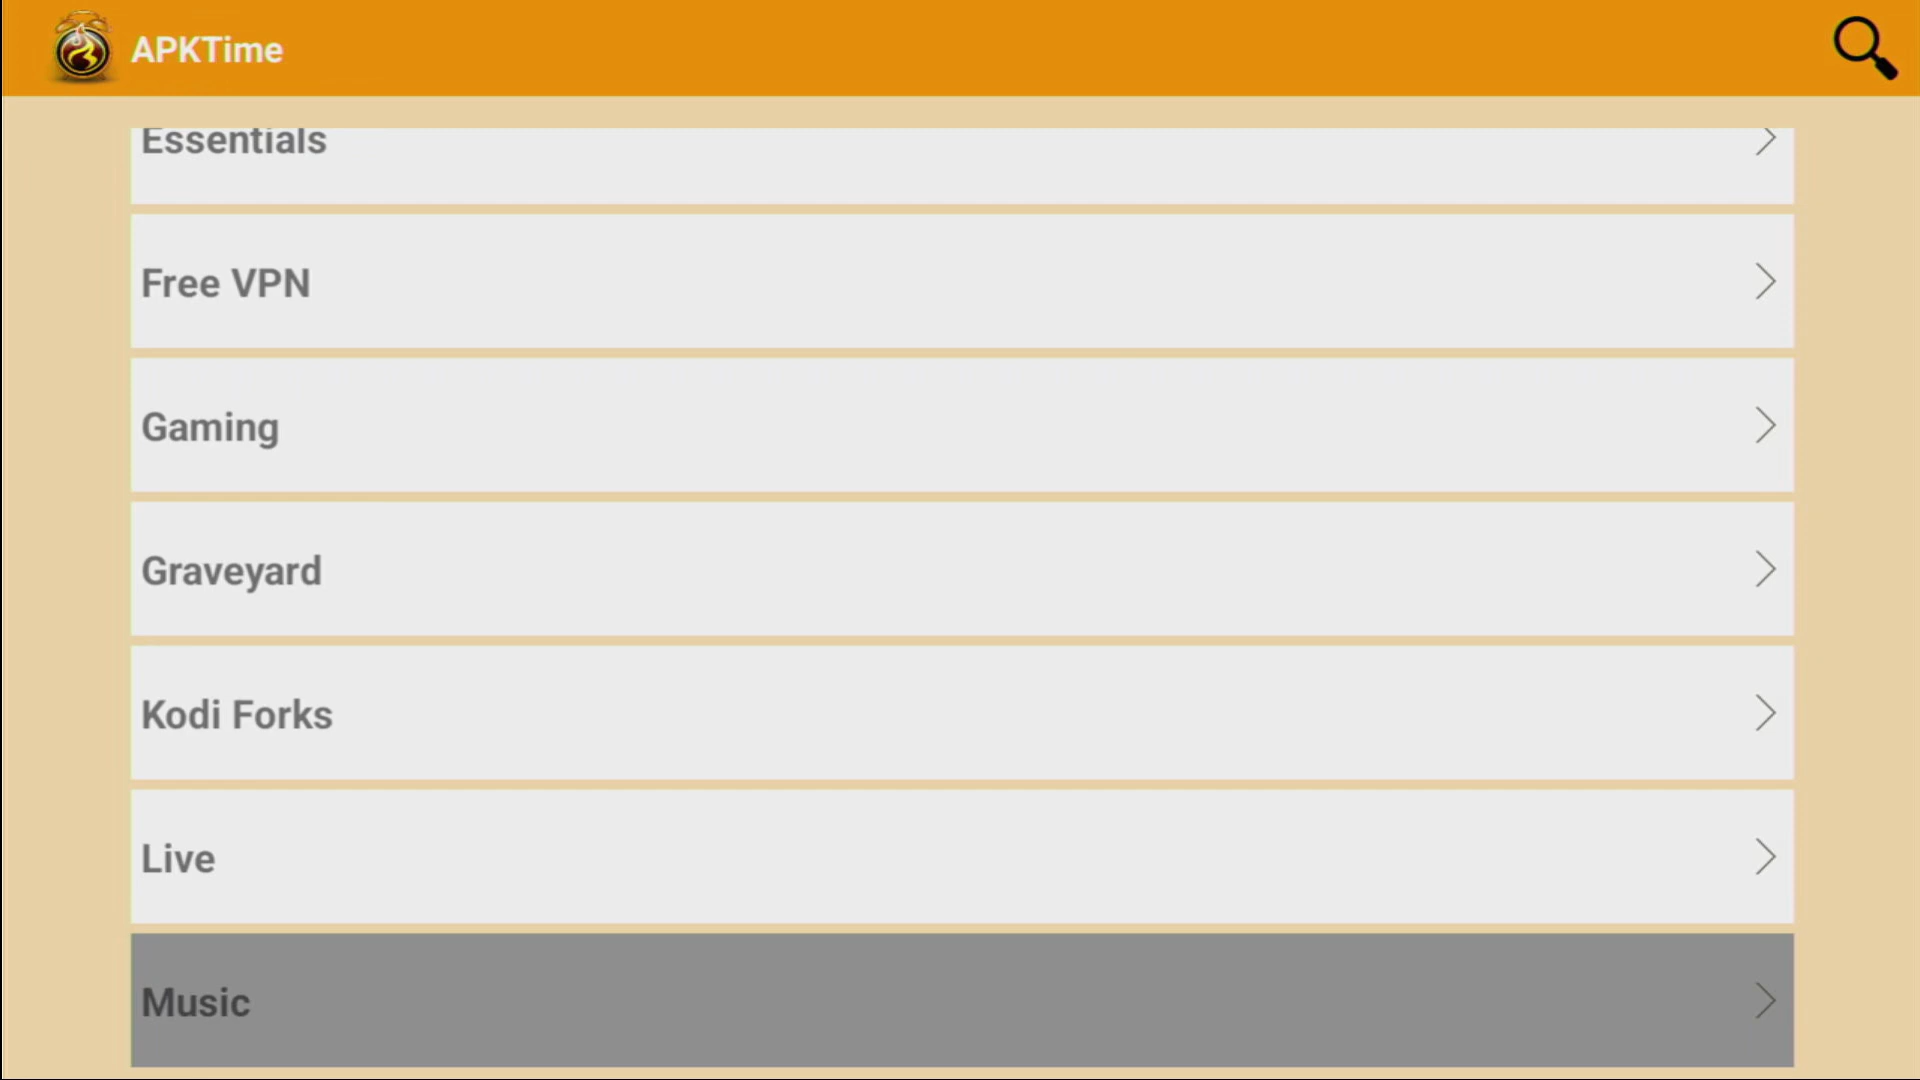 APKTime
Essentials
Free VPN
Gaming
Graveyard
Kodi Forks
Live
Music